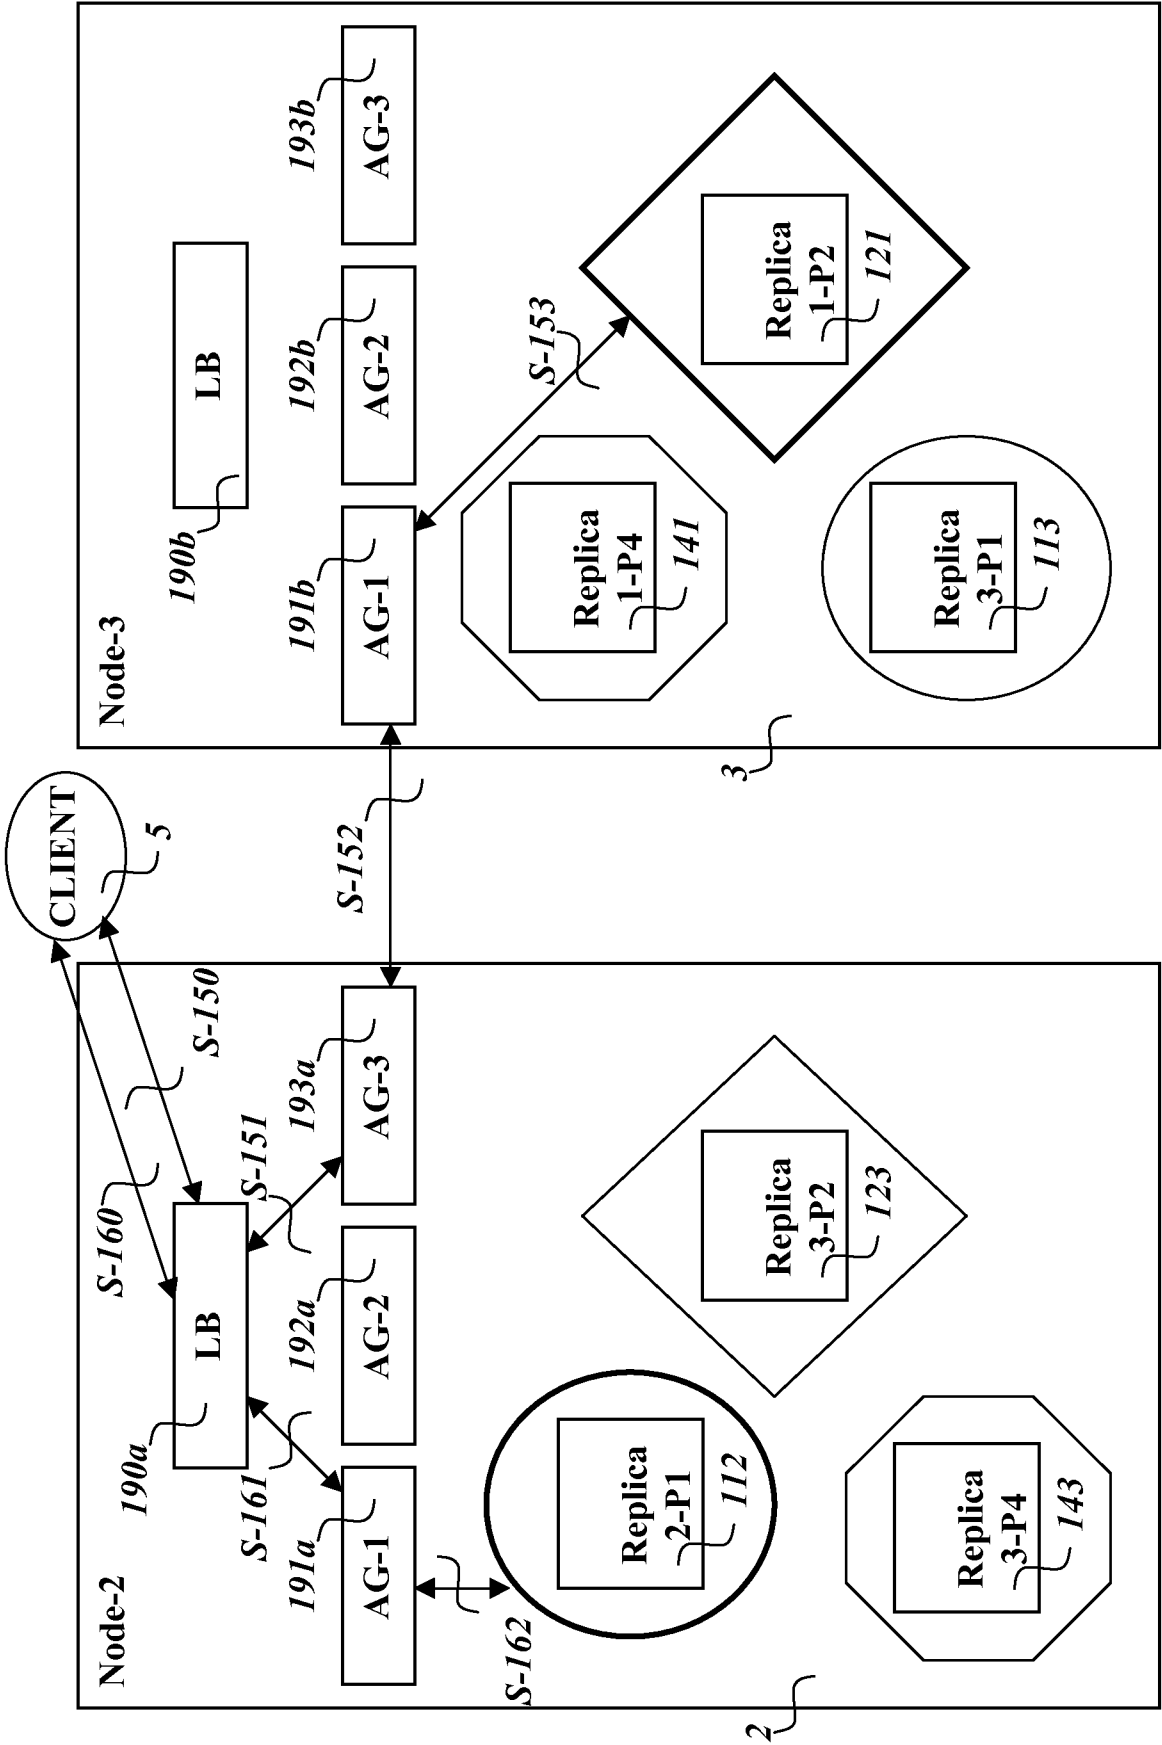 CLIENT
5
Node-2
Node-3
S-160
S-150
190a
LB
190b
LB
S-161
S-151
191a
192a
193a
S-152
191b
192b
193b
AG-1
AG-2
AG-3
AG-1
AG-2
AG-3
S-162
S-153
Replica
2-P1
112
Replica
3-P2
123
Replica
1-P4
141
Replica
1-P2
121
Replica
3-P4
143
Replica
3-P1
113
2
3